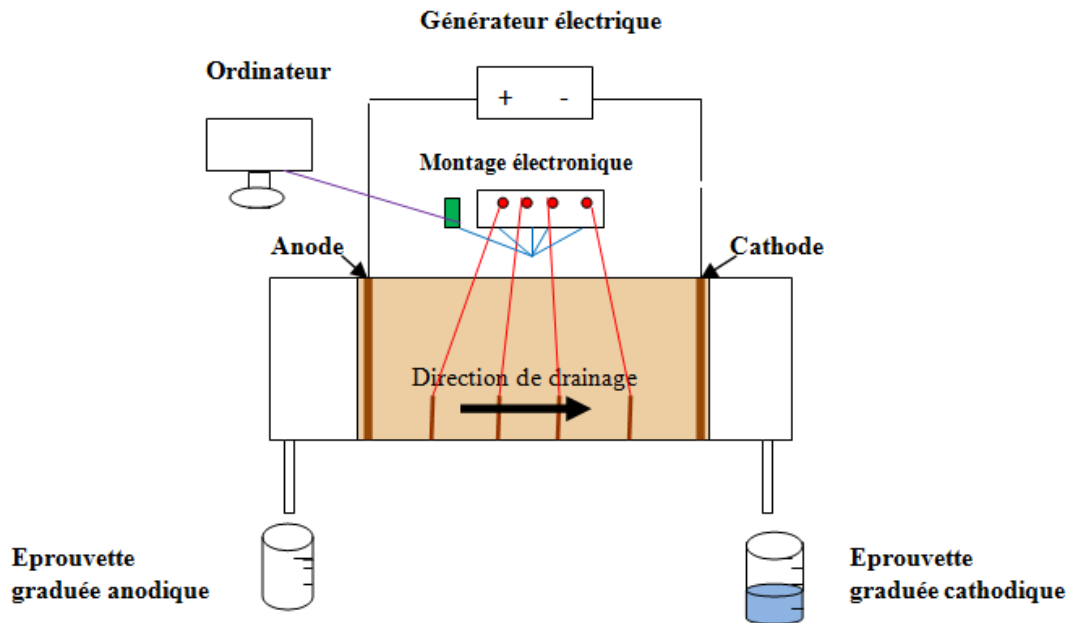 Générateur électrique
Ordinateur
+ -
Montage électronique
Anode
Cathode
Direction de drainage
Eprouvette
graduée anodique
Eprouvette
graduée cathodique